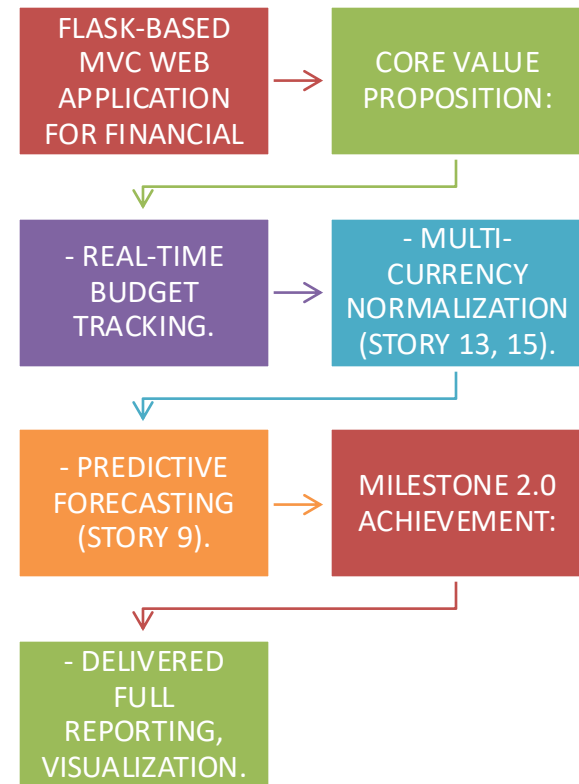 FLASK-BASED
MVC WEB
APPLICATION
FOR FINANCIAL
CORE VALUE
PROPOSITION:
- REAL-TIME
BUDGET
TRACKING.
- MULTI-
CURRENCY
NORMALIZATION
(STORY 13, 15).
- PREDICTIVE
FORECASTING
(STORY 9).
MILESTONE 2.0
ACHIEVEMENT:
- DELIVERED
FULL
REPORTING,
VISUALIZATION.